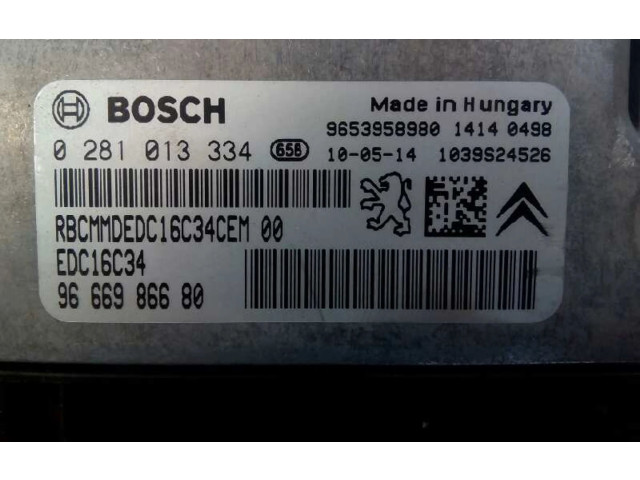 BOSCH
Made in Hungary
9653958980 1414 0498
0 281 013 334 656 10-05-14 1039S24526
RBCMMDEDC16C34CEM 00
EDC16C34
96 669 866 80